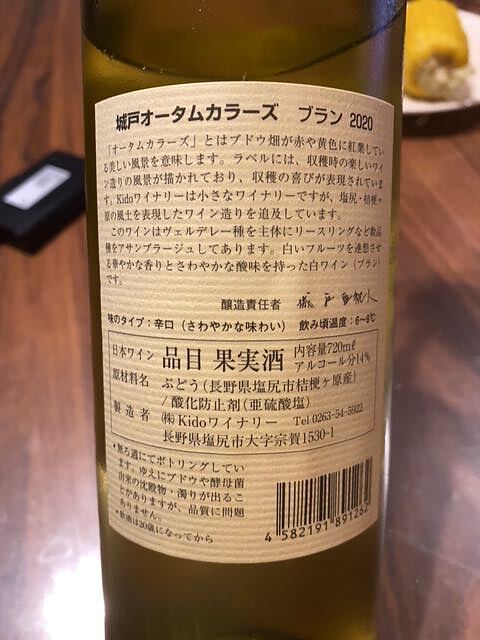 城戸オータムカラーズ ブラン 2020
「オータムカラーズ」とはブドウ畑が赤や黄色に紅葉してい
る美しい風景を意味します。ラベルには、収穫時の楽しいワイ
ン造りの風景が描かれており、収穫の喜びが表現されていま
す。Kidoワイナリーは小さなワイナリーですが、塩尻・桔梗ヶ
原の風土を表現したワイン造りを追及しています。
このワインはヴェルデレー種を主体にリースリングなど数品
種をアサンブラージュしてあります。白いフルーツを連想させ
る華やかな香りとさわやかな酸味を持った白ワイン(ブラン)
です。
醸造責任者
味のタイプ:辛口(さわやかな味わい) 飲み頃温度:6~8℃
日本ワイン 品目 果実酒 内容量720ml
アルコール分14%
原材料名 ぶどう(長野県塩尻市桔梗ヶ原産)
/酸化防止剤(亜硫酸塩)
製造者 ㈱Kidoワイナリー Tel 0263-54-5922
長野県塩尻市大字宗賀1530-1
・無ろ過にてボトリングしてい
ます。ゆえにブドウや酵母菌
由来の沈殿物・濁りが出るこ
とがありますが、品質に問題
ありません。
・飲酒は20歳になってから
4 582191 891262